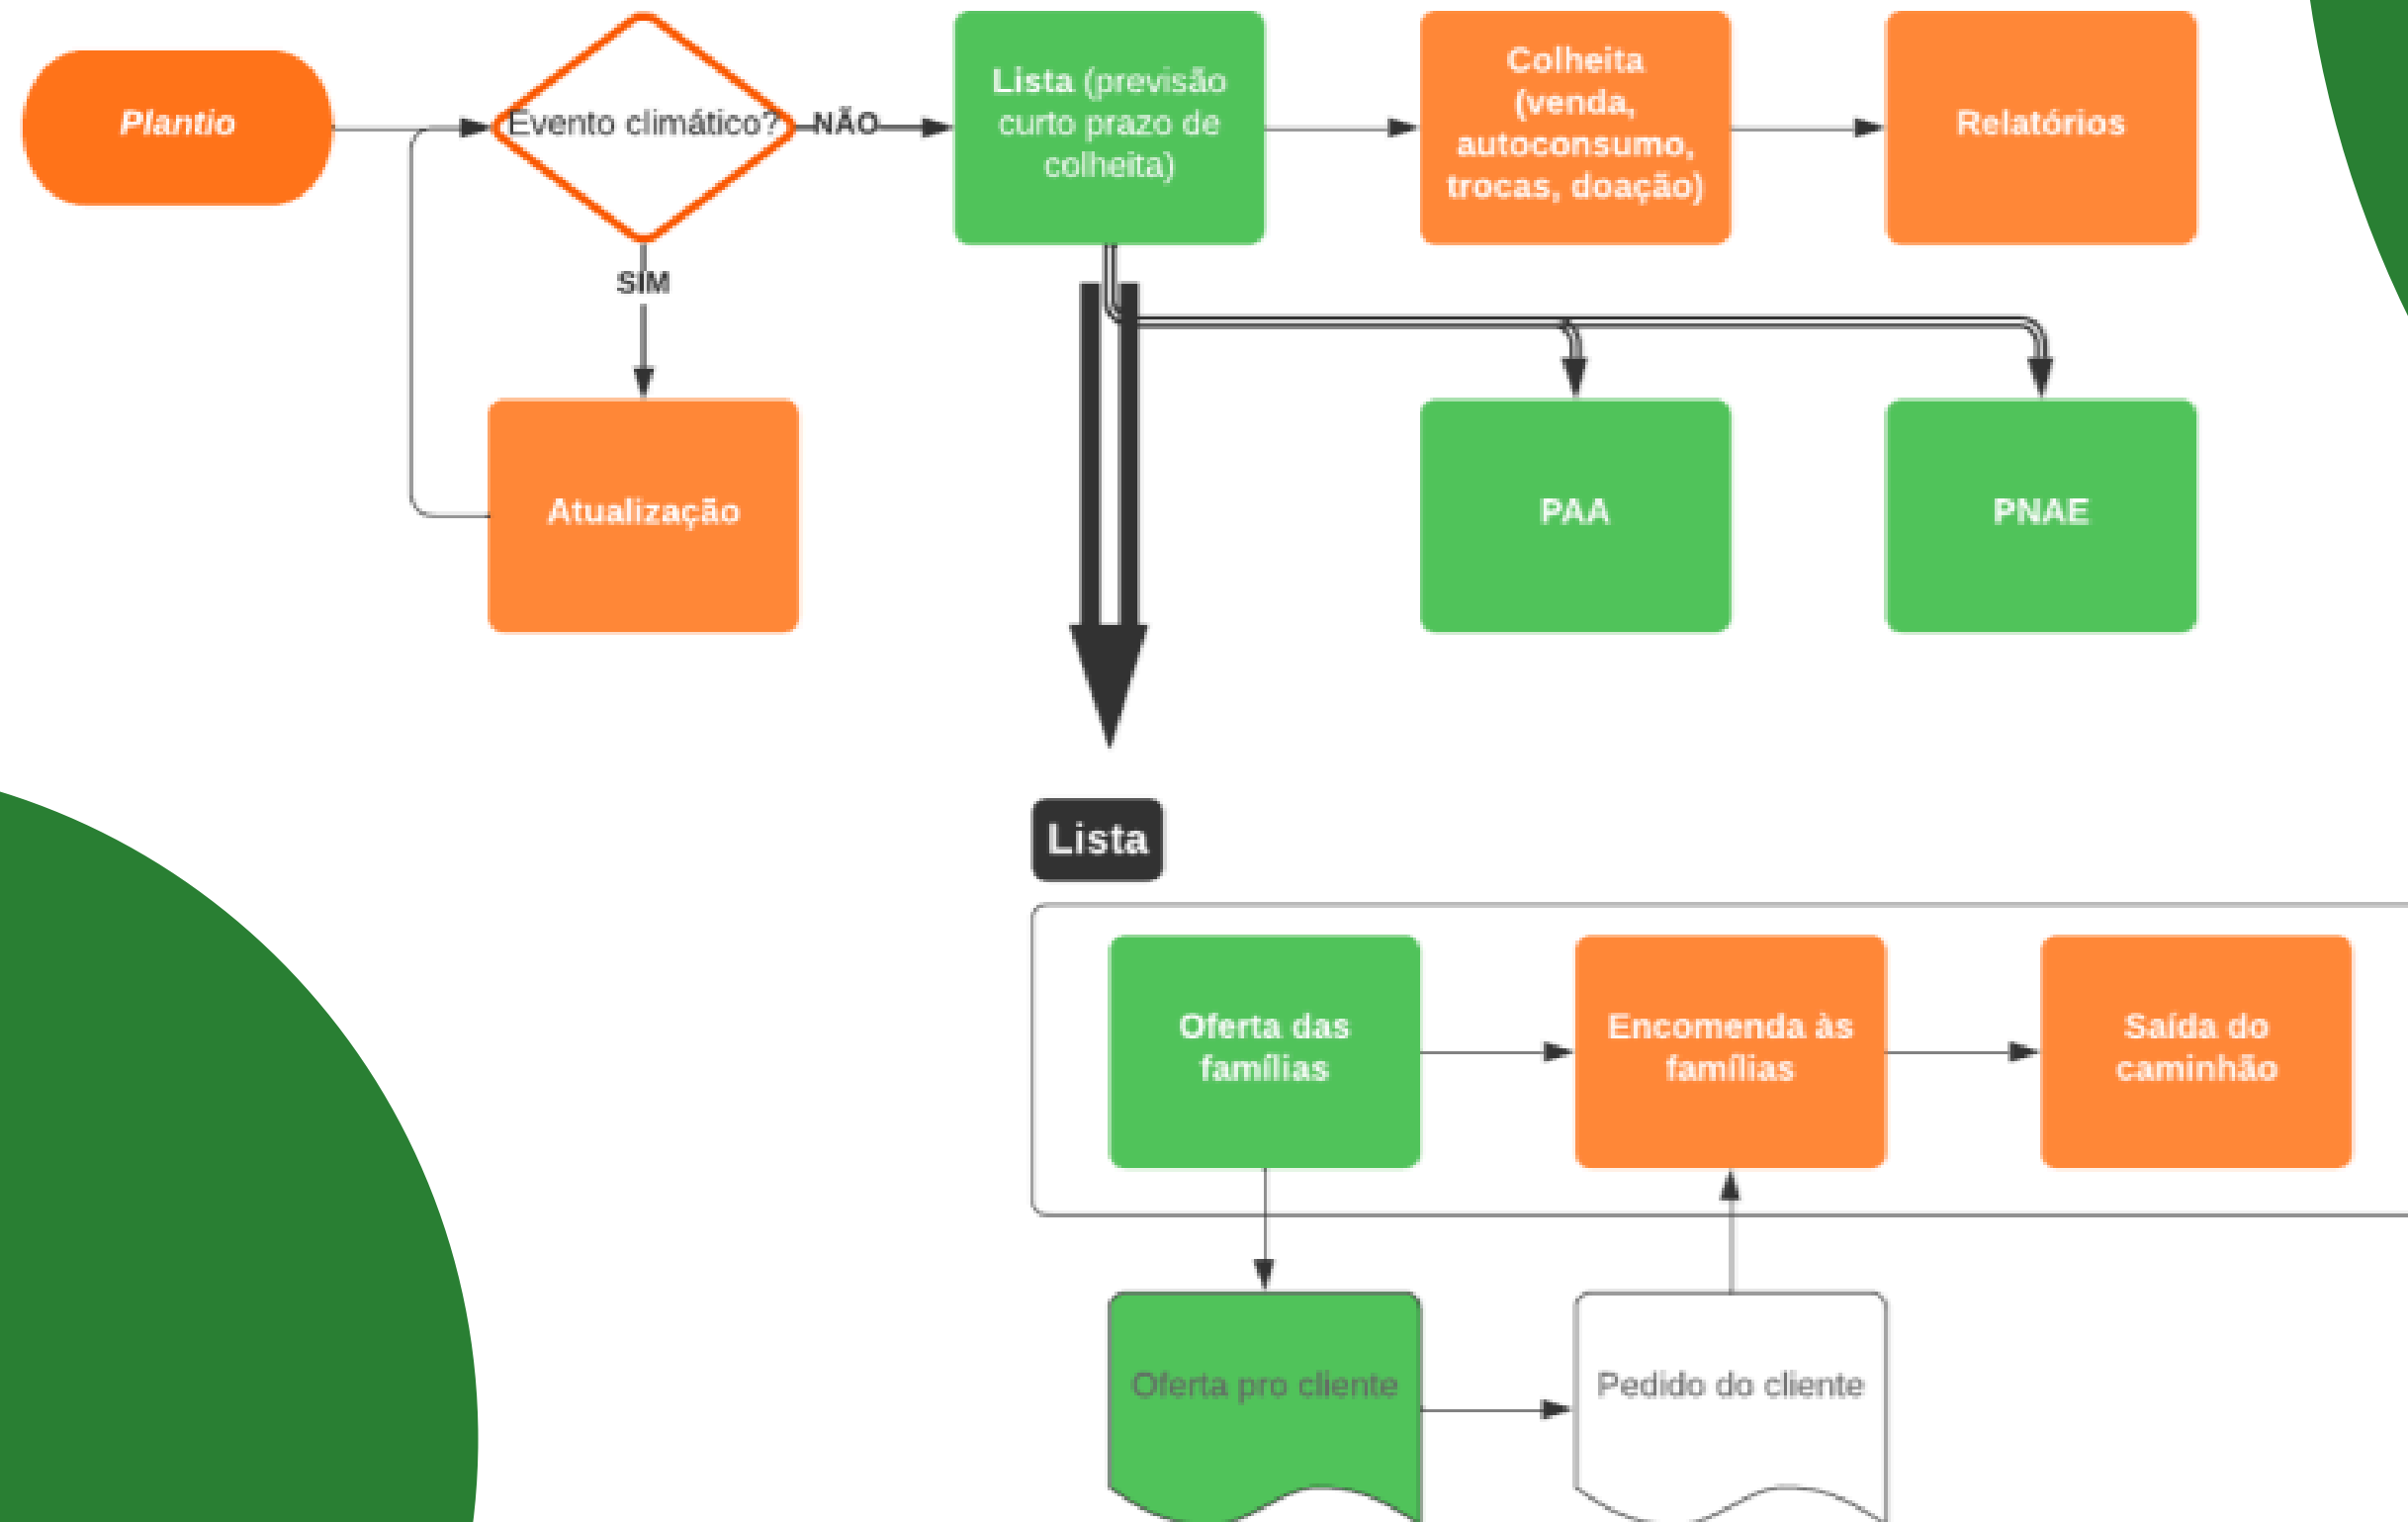 Plantio
Evento climático?
NÃO
Lista (previsão
curto prazo de
colheita)
Colheita
(venda,
autoconsumo,
trocas, doação)
Relatórios
SIM
Atualização
PAA
PNAE
Lista
Oferta das
famílias
Encomenda às
famílias
Saída do
caminhão
Oferta pro cliente
Pedido do cliente